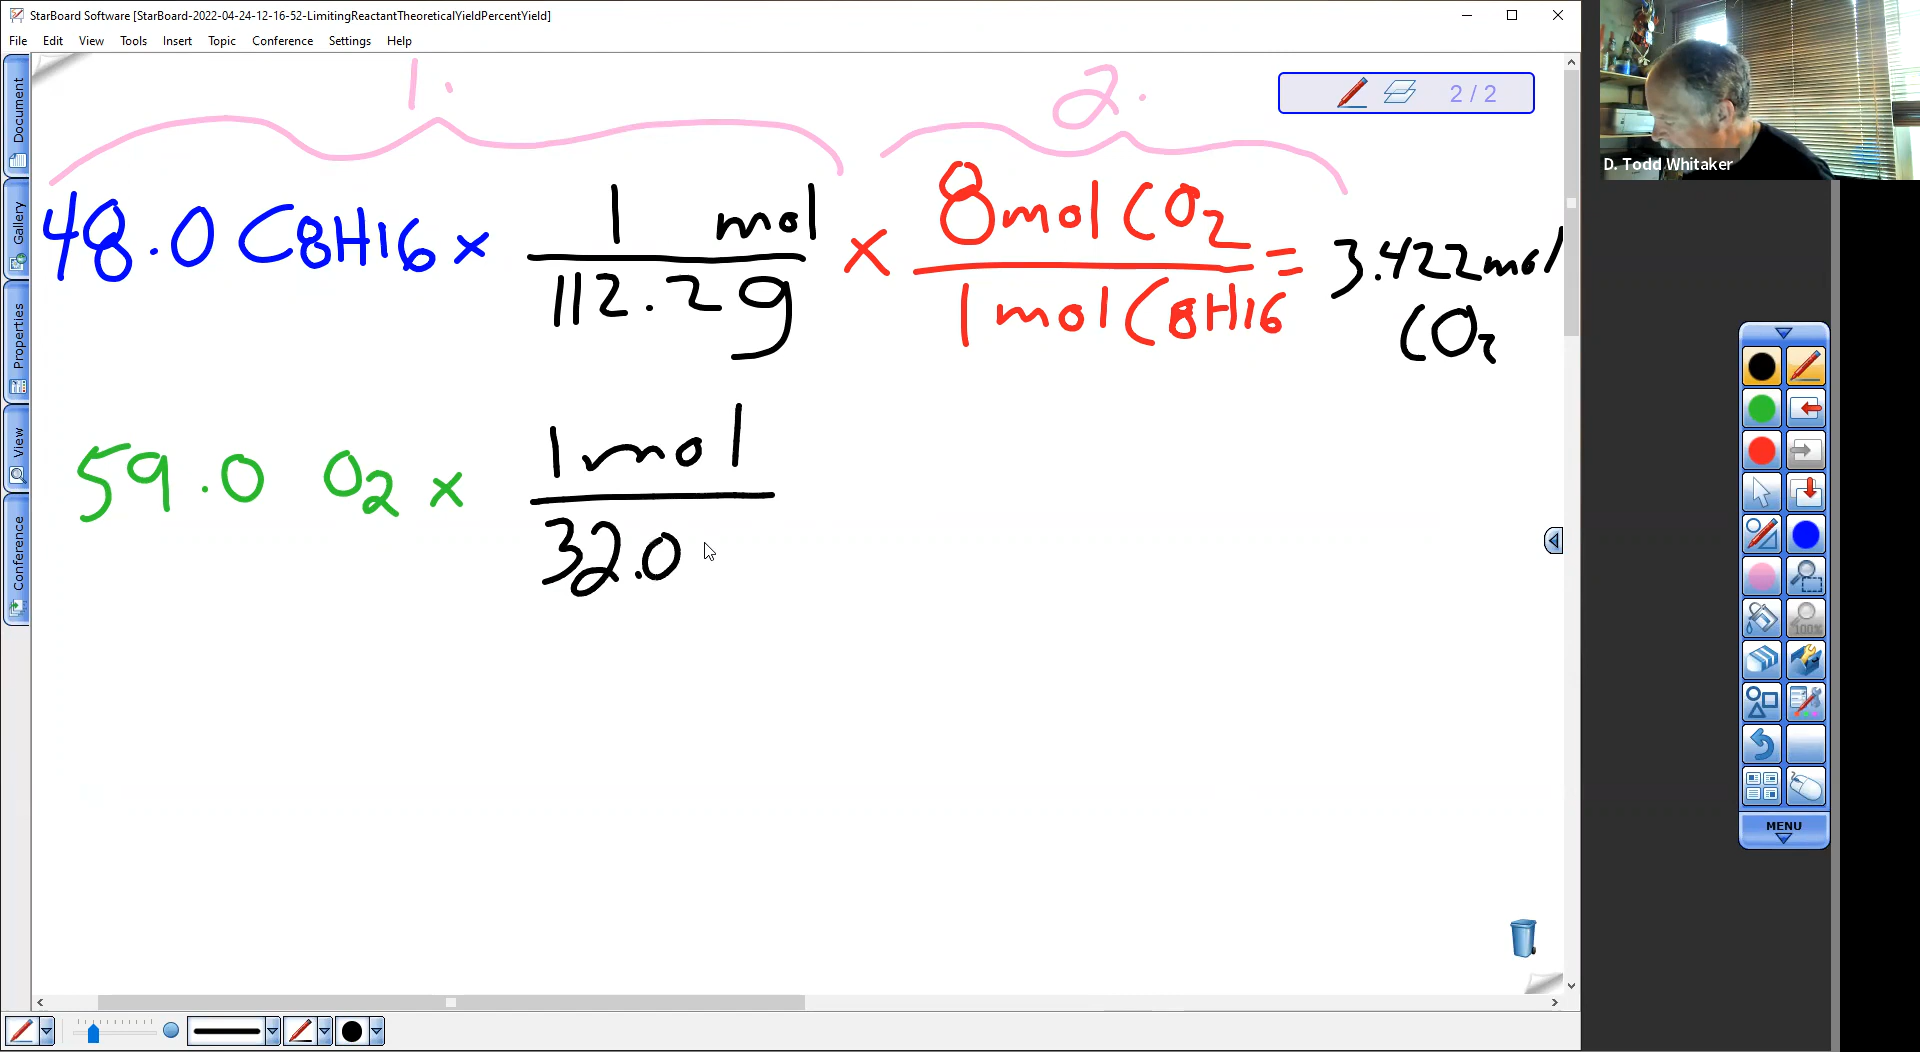 StarBoard Software [StarBoard-2022-04-24-12-16-52-LimitingReactantTheoreticalYieldPercentYield]
File Edit View Tools Insert Topic Conference Settings Help
Document
Gallery
Properties
View
Conference
1. 2.
2 / 2
D. Todd Whitaker
48.0 C8H16 x 1 mol / 112.2g x 8 mol CO2 / 1 mol C8H16 = 3.422 mol
CO2
59.0 O2 x 1 mol / 32.0
100%
MENU